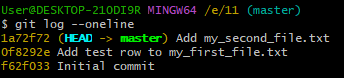 User@DESKTOP-21ODI9R MINGW64 /e/11 (master)
$ git log --oneline
1a72f72 (HEAD -> master) Add my_second_file.txt
0f8292e Add test row to my_first_file.txt
f62f033 Initial commit